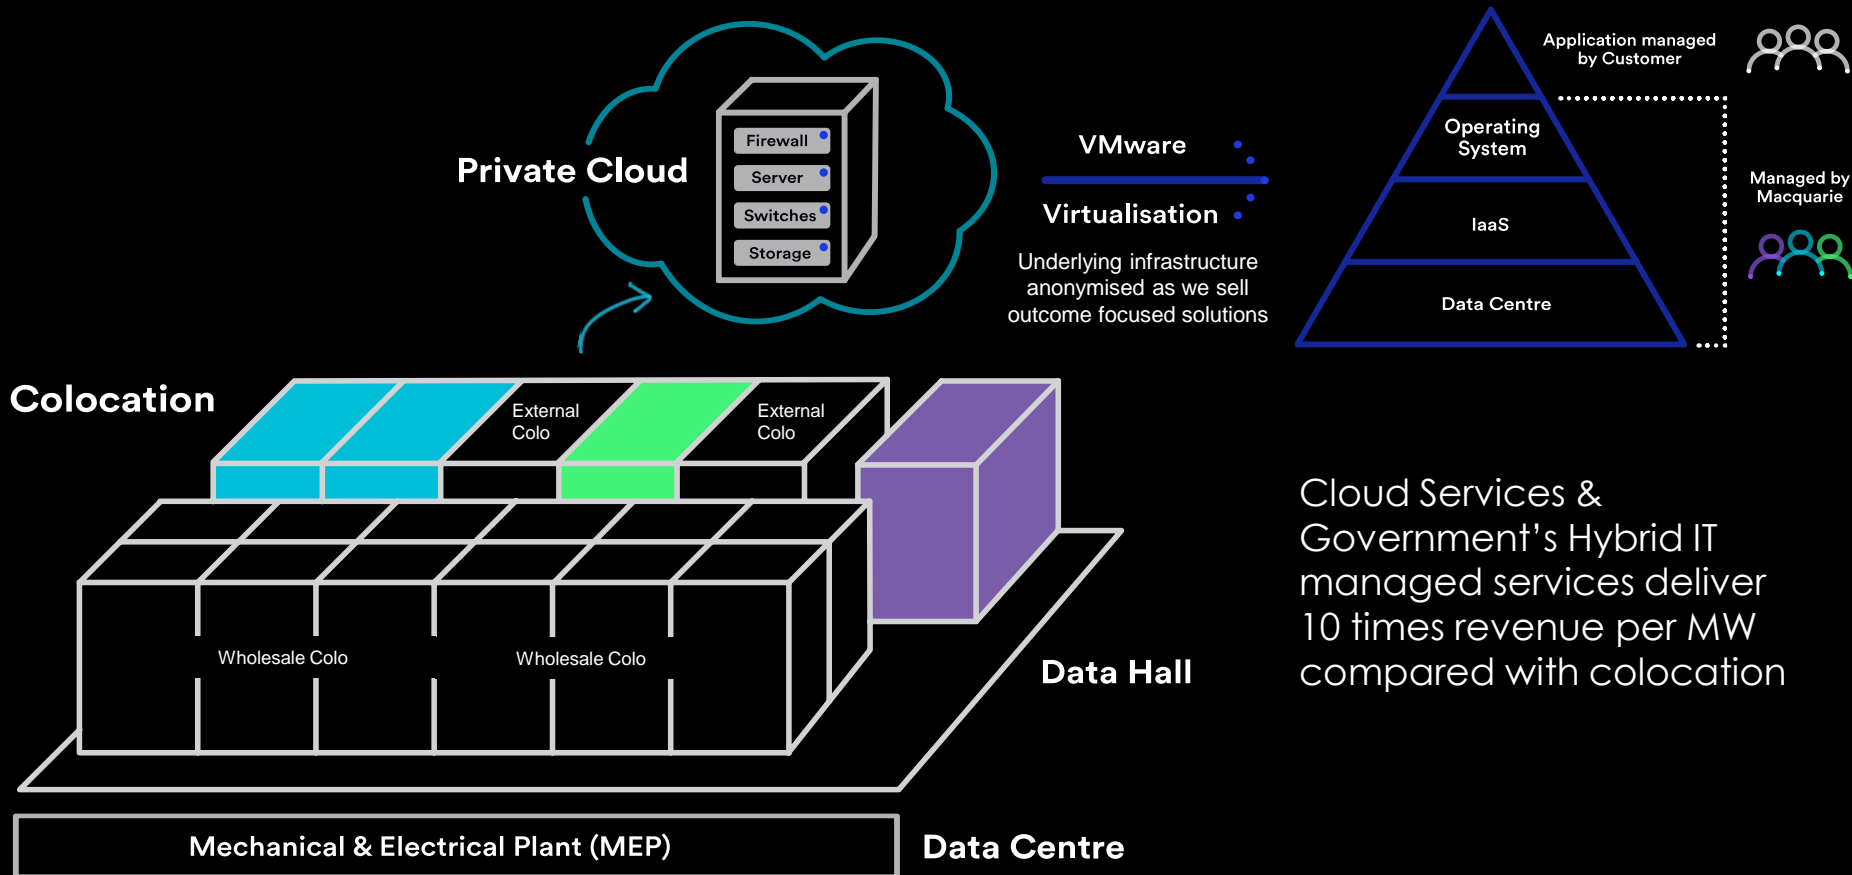 Private Cloud
Firewall
Server
Switches
Storage
VMware
Virtualisation
Underlying infrastructure
anonymised as we sell
outcome focused solutions
Application managed
by Customer
Operating
System
IaaS
Data Centre
Managed by
Macquarie
Colocation
External
Colo
External
Colo
Wholesale Colo
Wholesale Colo
Data Hall
Cloud Services &
Government’s Hybrid IT
managed services deliver
10 times revenue per MW
compared with colocation
Mechanical & Electrical Plant (MEP)
Data Centre